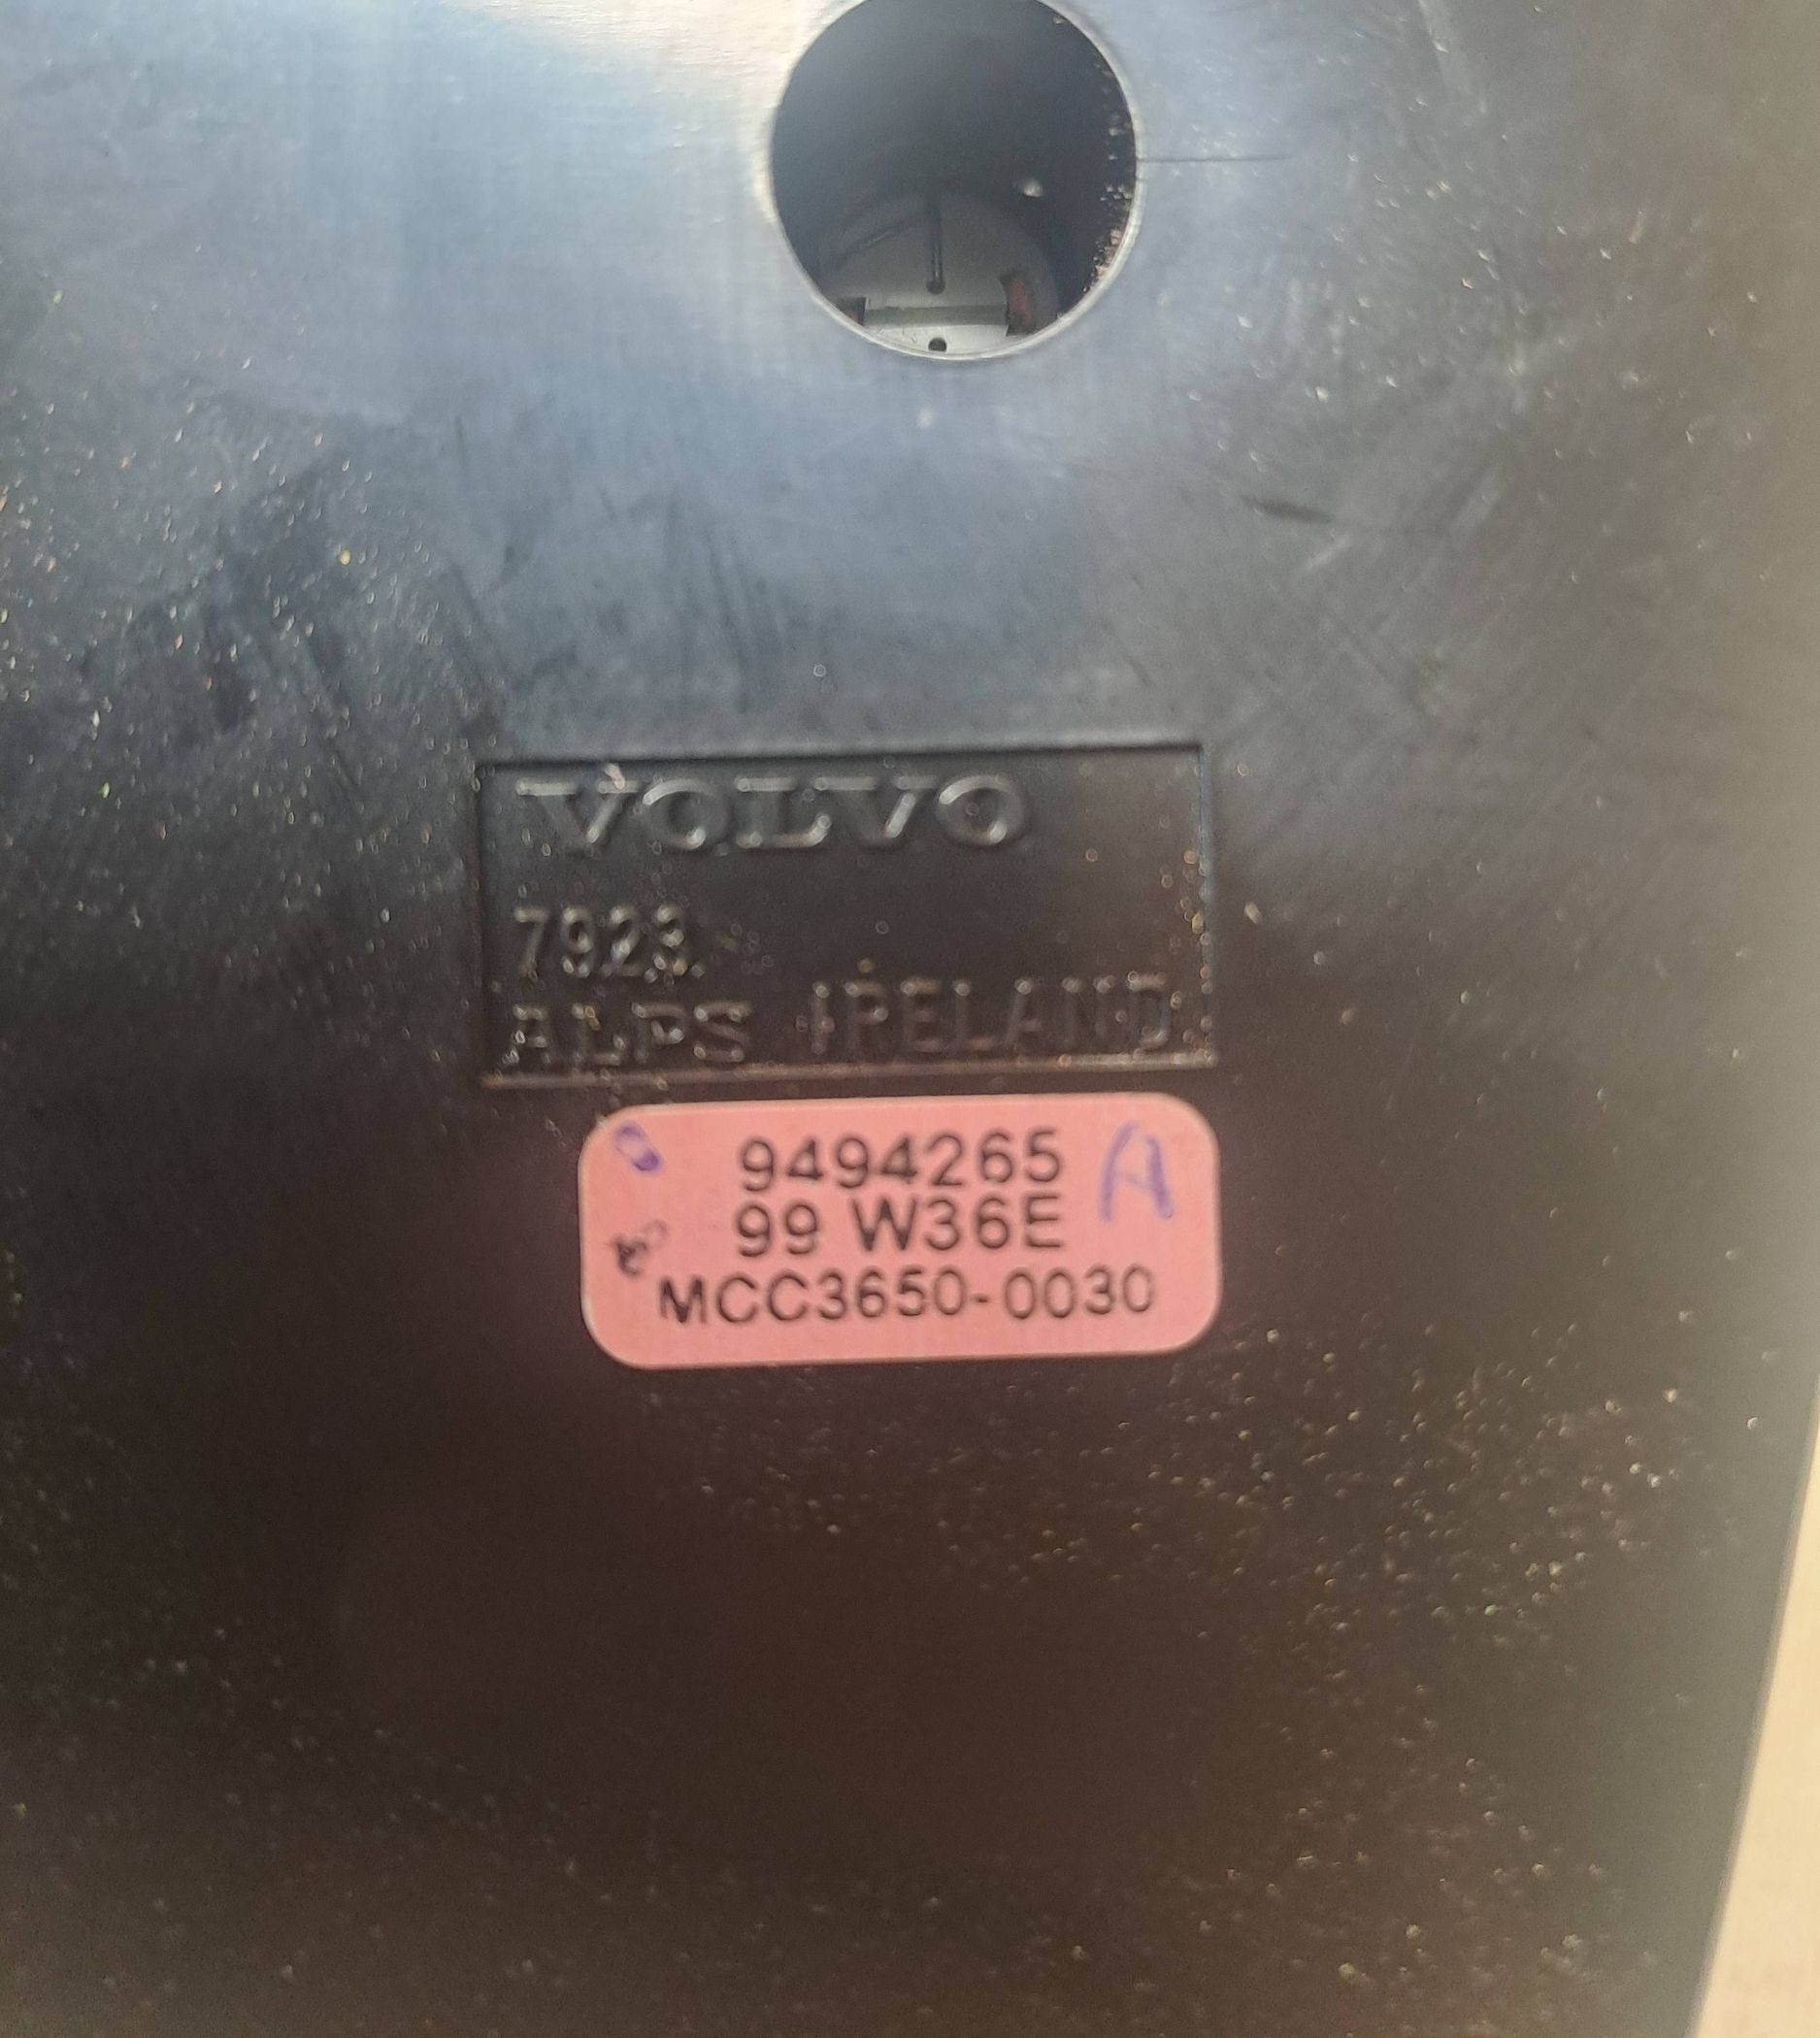 VOLVO
7923
ALPS IRELAND
9494265 A
99 W36E
MCC3650-0030